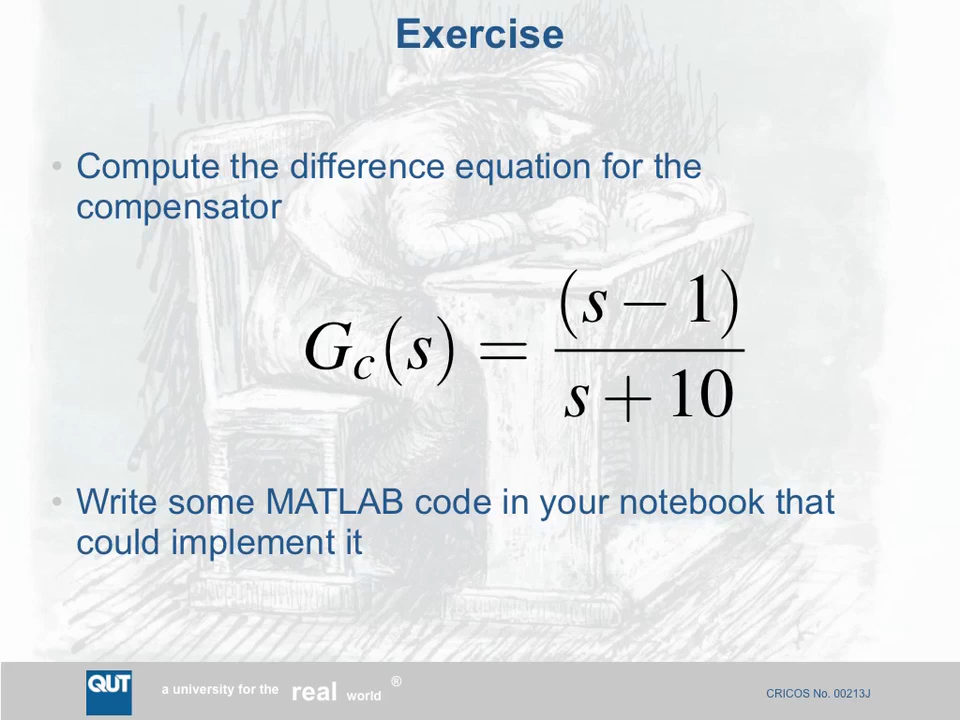 Exercise
• Compute the difference equation for the
compensator
G_c(s) = (s − 1) / s + 10
• Write some MATLAB code in your notebook that
could implement it
QUT
a university for the real world ®
CRICOS No. 00213J